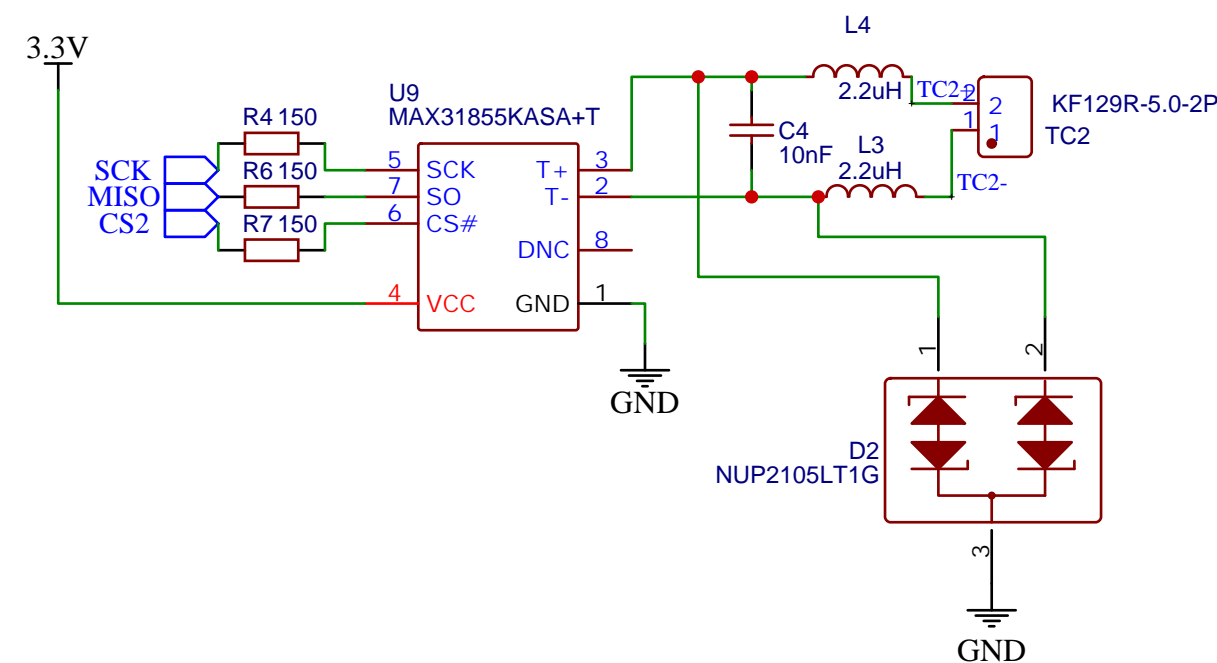 L4
3.3V
2.2uH
TC2+
2
2
KF129R-5.0-2P
U9
MAX31855KASA+T
1
1
TC2
R4 150
C4
10nF
L3
2.2uH
SCK
5
SCK
T+
3
R6 150
TC2-
MISO
7
SO
T-
2
CS2
R7 150
6
CS#
DNC
8
4
VCC
GND
1
GND
1
2
D2
NUP2105LT1G
3
GND